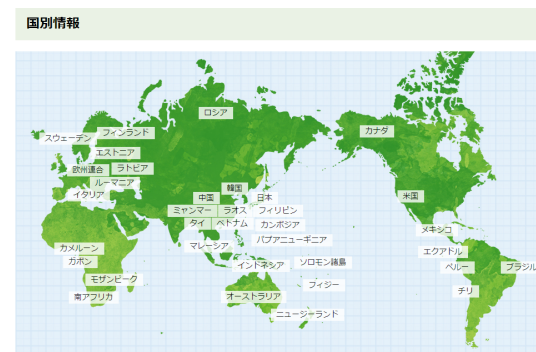 国別情報
ロシア
カナダ
スウェーデン
フィンランド
エストニア
欧州連合
ラトビア
ルーマニア
イタリア
韓国
中国
日本
米国
ミャンマー
ラオス
フィリピン
タイ
ベトナム
カンボジア
メキシコ
マレーシア
パプアニューギニア
カメルーン
エクアドル
ガボン
インドネシア
ソロモン諸島
ペルー
ブラジル
モザンビーク
フィジー
チリ
南アフリカ
オーストラリア
ニュージーランド